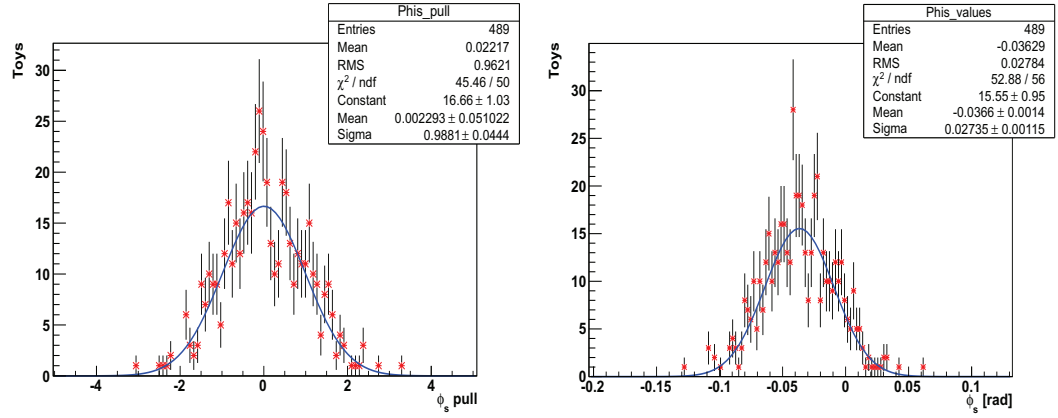 Phis_pull
Entries 489
Mean 0.02217
RMS 0.9621
χ² / ndf 45.46 / 50
Constant 16.66 ± 1.03
Mean 0.002293 ± 0.051022
Sigma 0.9881 ± 0.0444
Toys
30
25
20
15
10
5
0
-4 -2 0 2 4
ϕs pull
Phis_values
Entries 489
Mean -0.03629
RMS 0.02784
χ² / ndf 52.88 / 56
Constant 15.55 ± 0.95
Mean -0.0366 ± 0.0014
Sigma 0.02735 ± 0.00115
Toys
30
25
20
15
10
5
0
-0.2 -0.15 -0.1 -0.05 0 0.05 0.1
ϕs [rad]